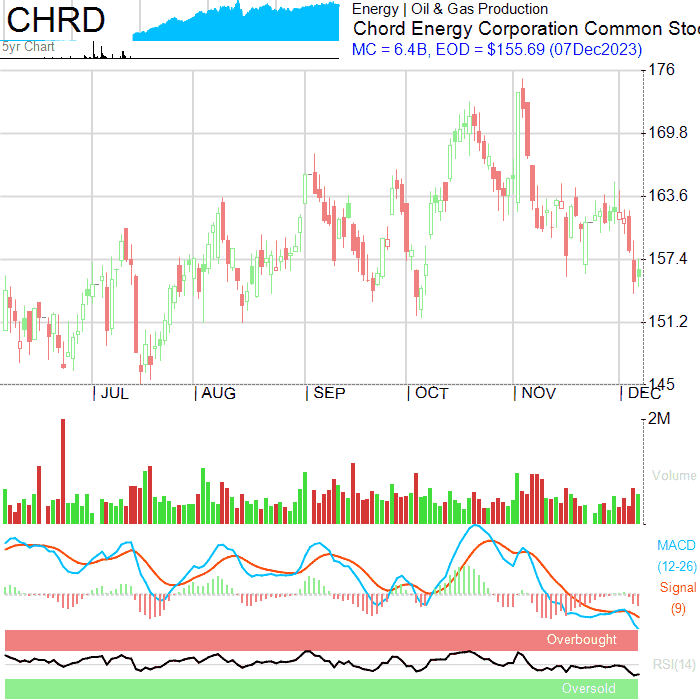 CHRD
5yr Chart
Energy | Oil & Gas Production
Chord Energy Corporation Common Sto
MC = 6.4B, EOD = $155.69 (07Dec2023)
176
169.8
163.6
157.4
151.2
145
JUL AUG SEP OCT NOV DEC
2M
Volume
MACD
(12-26)
Signal
(9)
Overbought
RSI(14)
Oversold